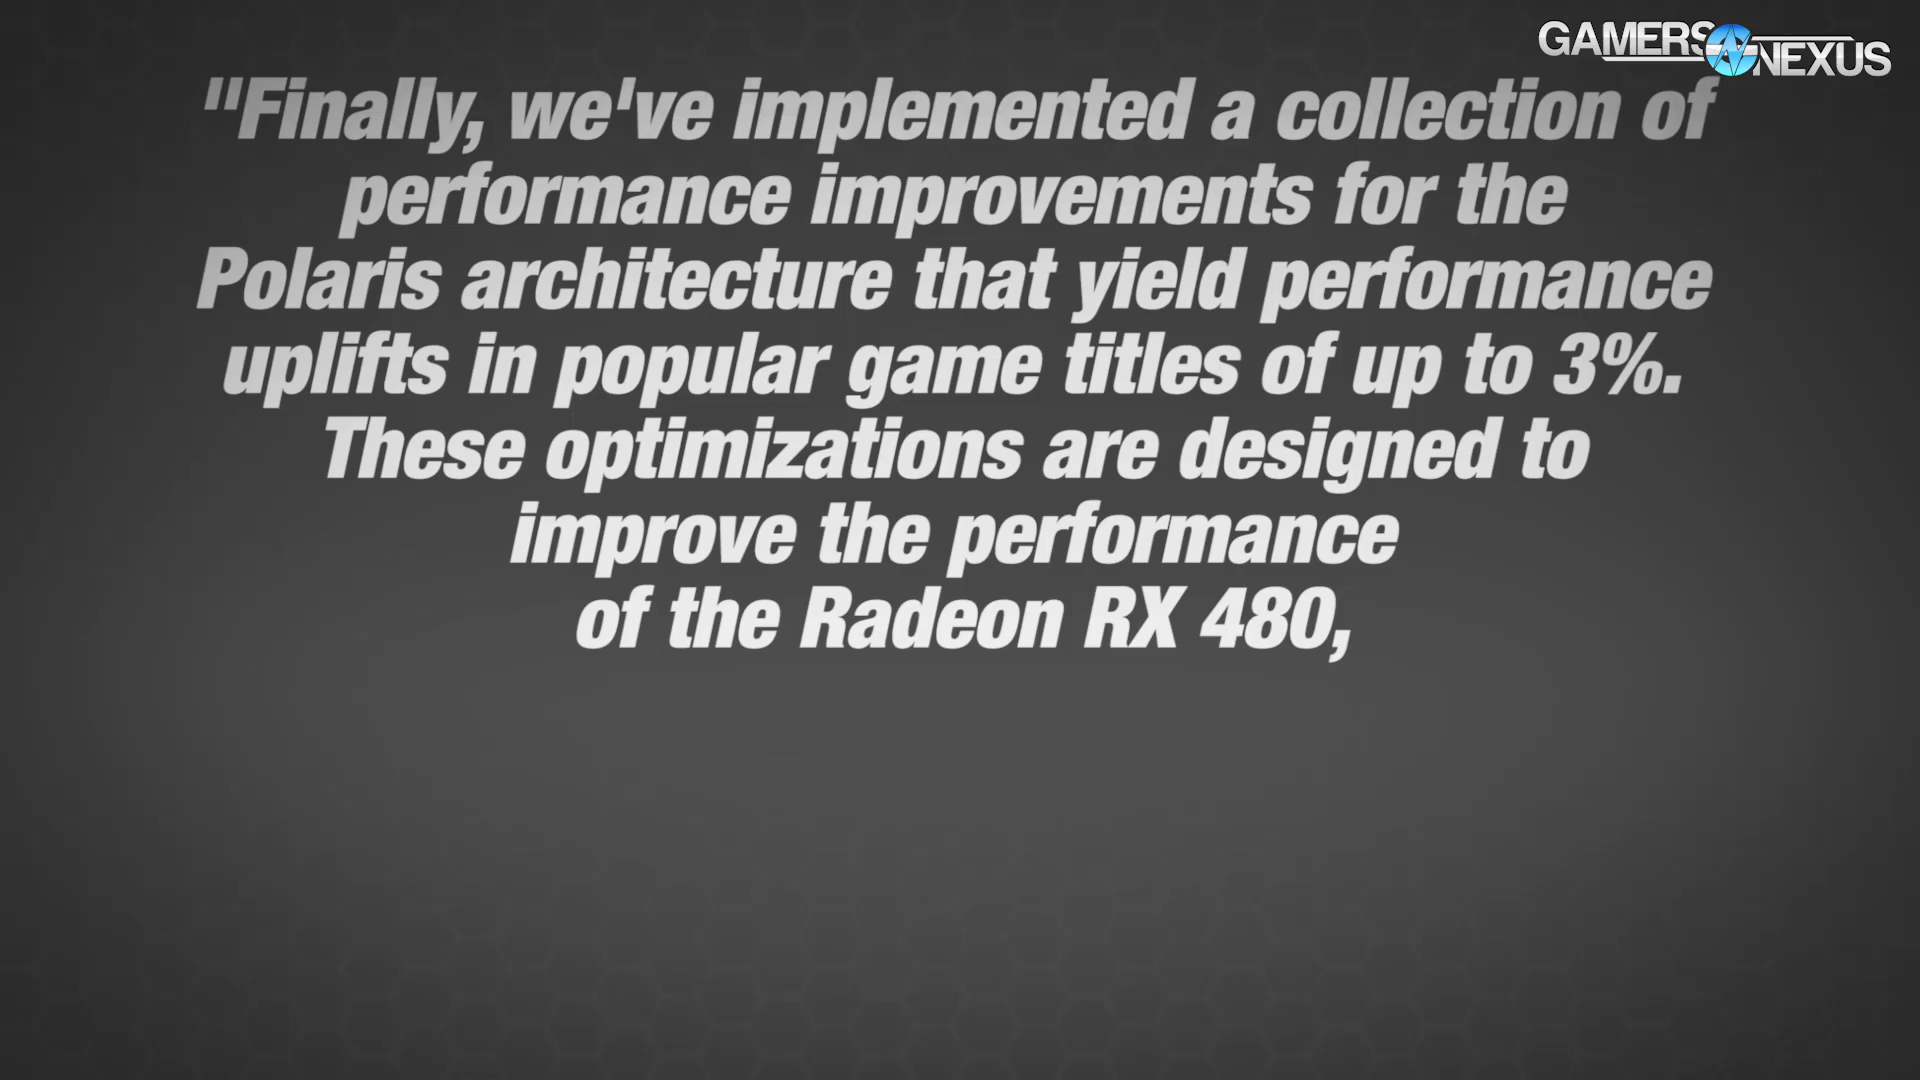 GAMERS NEXUS
"Finally, we've implemented a collection of
performance improvements for the
Polaris architecture that yield performance
uplifts in popular game titles of up to 3%.
These optimizations are designed to
improve the performance
of the Radeon RX 480,